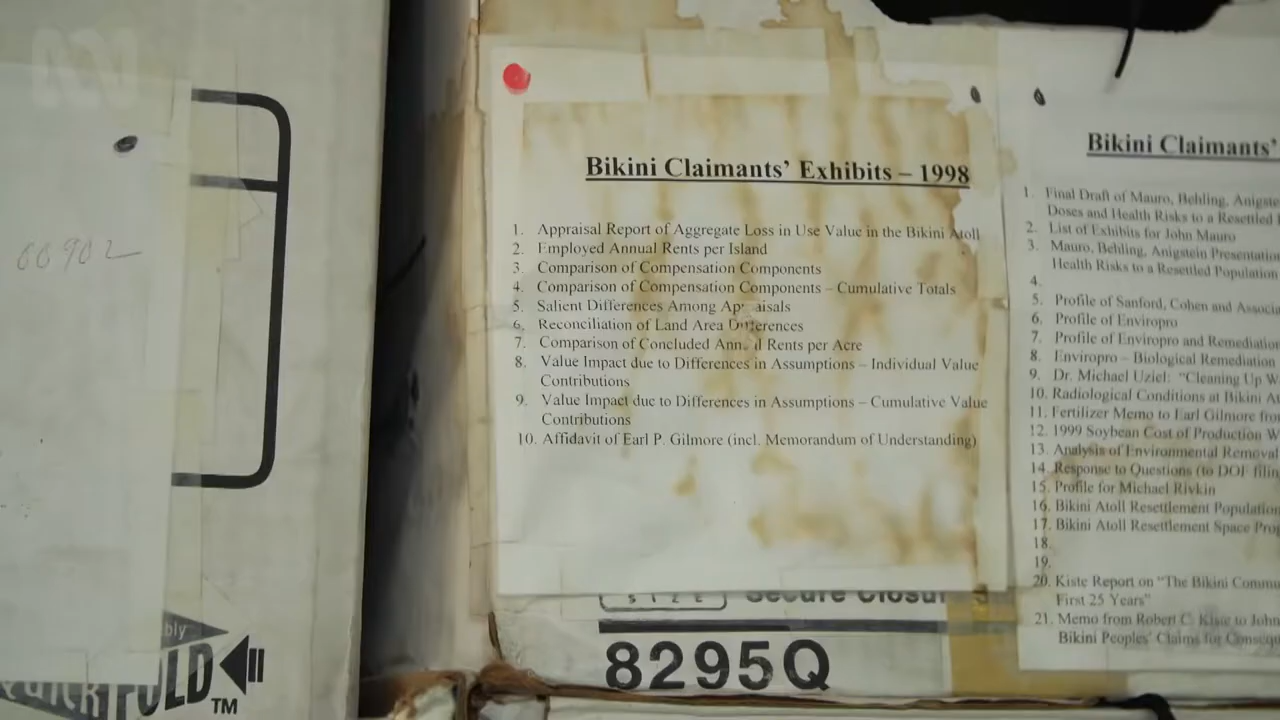 66902
bly
FOLD
TM
Bikini Claimants' Exhibits – 1998
1. Appraisal Report of Aggregate Loss in Use Value in the Bikini Atoll
2. Employed Annual Rents per Island
3. Comparison of Compensation Components
4. Comparison of Compensation Components – Cumulative Totals
5. Salient Differences Among Ap aisals
6. Reconciliation of Land Area Differences
7. Comparison of Concluded Ann l Rents per Acre
8. Value Impact due to Differences in Assumptions – Individual Value
Contributions
9. Value Impact due to Differences in Assumptions – Cumulative Value
Contributions
10. Affidavit of Earl P. Gilmore (incl. Memorandum of Understanding)
SIZE Secure Closur
8295Q
Bikini Claimants'
1. Final Draft of Mauro, Behling, Anigste
Doses and Health Risks to a Resettled
2. List of Exhibits for John Mauro
3. Mauro, Behling, Anigstein Presentation
Health Risks to a Resettled Population
4.
5. Profile of Sanford, Cohen and Associa
6. Profile of Enviropro
7. Profile of Enviropro and Remediation
8. Enviropro – Biological Remediation
9. Dr. Michael Uziel: "Cleaning Up W
10. Radiological Conditions at Bikini At
11. Fertilizer Memo to Earl Gilmore fro
12. 1999 Soybean Cost of Production W
13. Analysis of Environmental Removal
14. Response to Questions (to DOE filin
15. Profile for Michael Rivkin
16. Bikini Atoll Resettlement Population
17. Bikini Atoll Resettlement Space Pro
18.
19.
20. Kiste Report on "The Bikini Commu
First 25 Years"
21. Memo from Robert C. Kiste to John
Bikini Peoples' Claims for Consequ